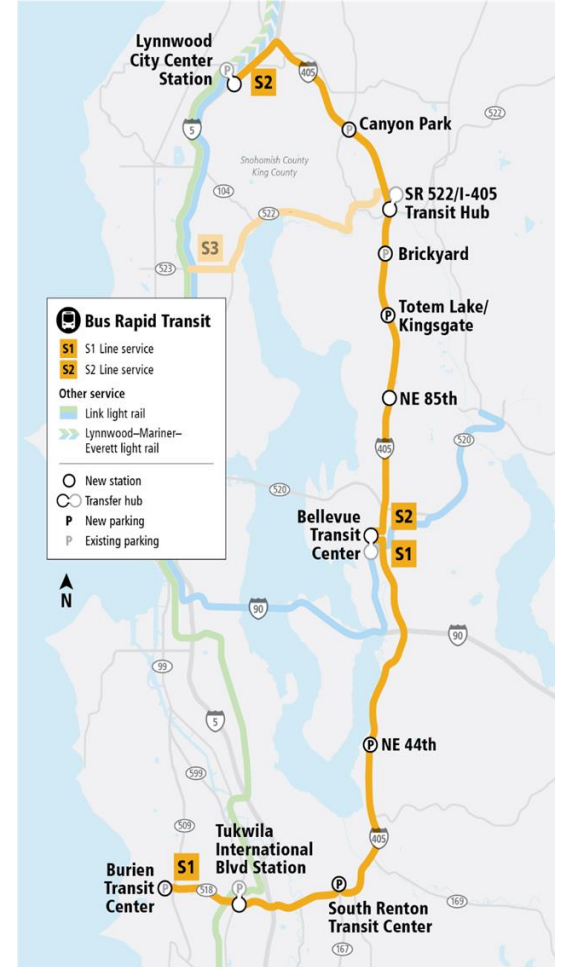 Lynnwood
City Center
Station
P
S2
405
5
Canyon Park
P
522
Snohomish County
King County
104
SR 522/I-405
Transit Hub
522
S3
P
Brickyard
523
Bus Rapid Transit
S1 S1 Line service
S2 S2 Line service
Other service
Link light rail
Lynnwood–Mariner–
Everett light rail
New station
Transfer hub
P New parking
P Existing parking
P
Totem Lake/
Kingsgate
NE 85th
405
520
520
Bellevue
Transit
Center
S2
S1
N
90
90
99
5
P
NE 44th
599
509
405
Tukwila
International
Blvd Station
P
S1
Burien
Transit
Center
P
518
P
South Renton
Transit Center
169
167